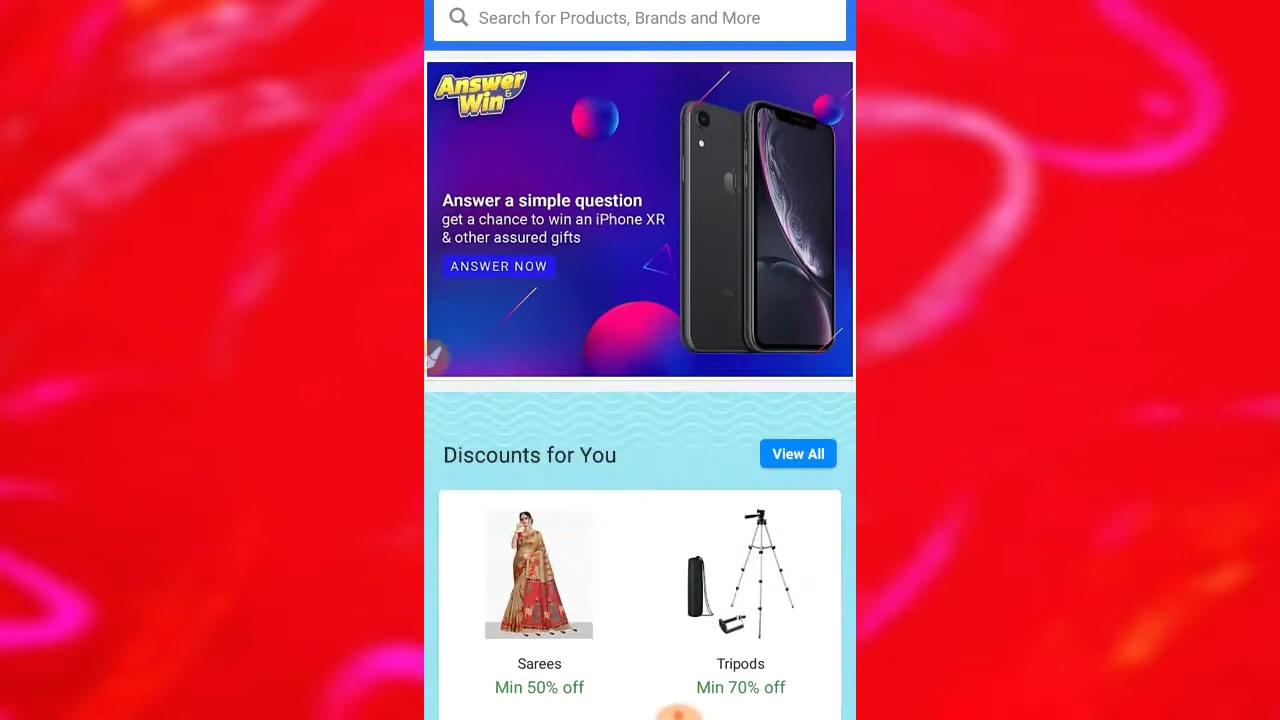 Search for Products, Brands and More
Answer
&
Win
Answer a simple question
get a chance to win an iPhone XR
& other assured gifts
ANSWER NOW
Discounts for You
View All
Sarees
Tripods
Min 50% off
Min 70% off